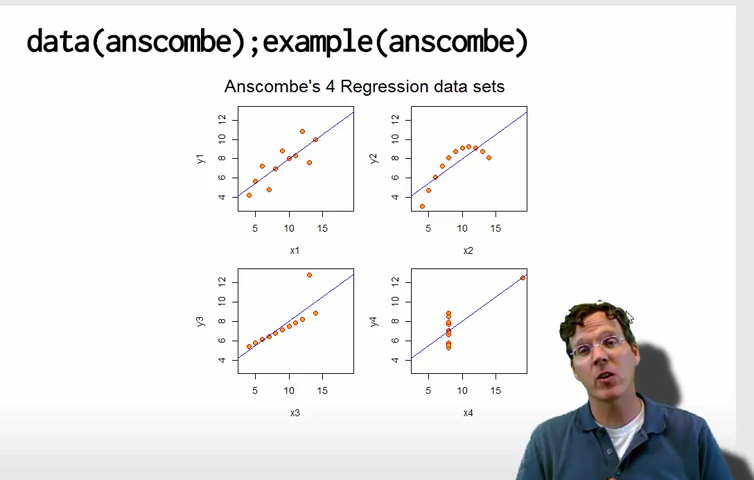 data(anscombe);example(anscombe)
Anscombe's 4 Regression data sets
y1
4 6 8 10 12
5 10 15
x1
y2
4 6 8 10 12
5 10 15
x2
y3
4 6 8 10 12
5 10 15
x3
y4
4 6 8 10 12
5 10 15
x4